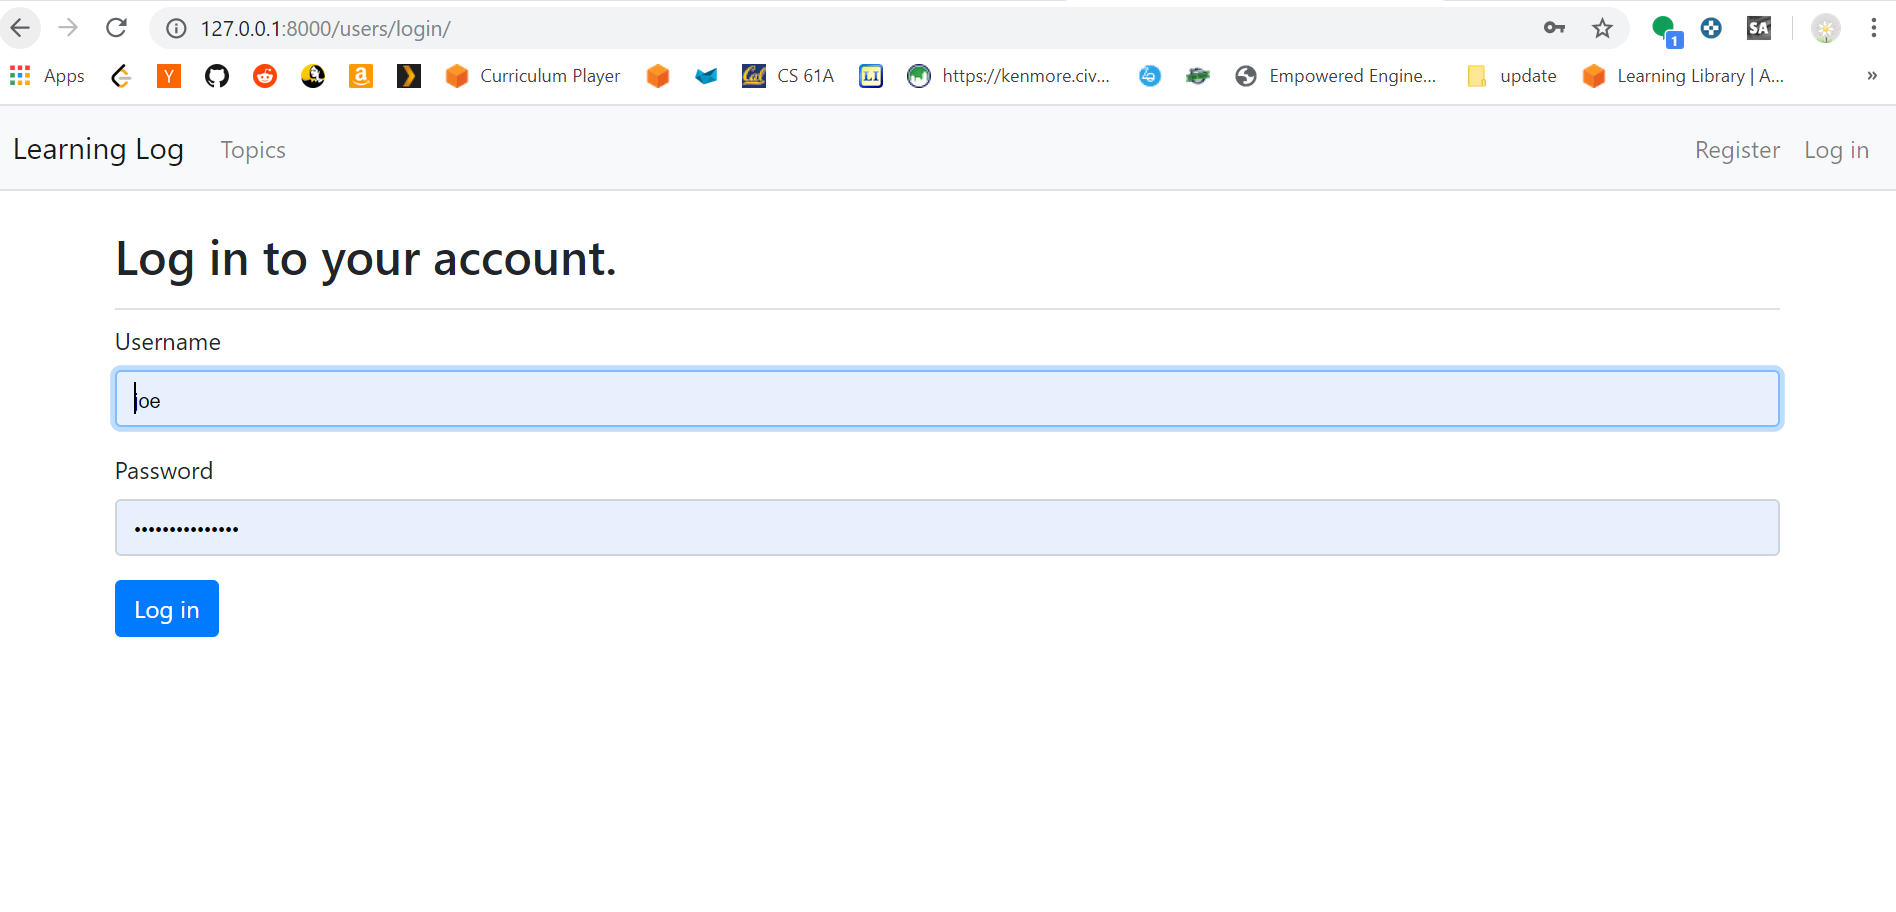 127.0.0.1:8000/users/login/
1
SA
Apps
Y
a
Cal
Curriculum Player
CS 61A
LI
https://kenmore.civ...
Empowered Engine...
update
Learning Library | A...
»
Learning Log
Topics
Register
Log in
Log in to your account.
Username
joe
Password
•••••••••••••••
Log in